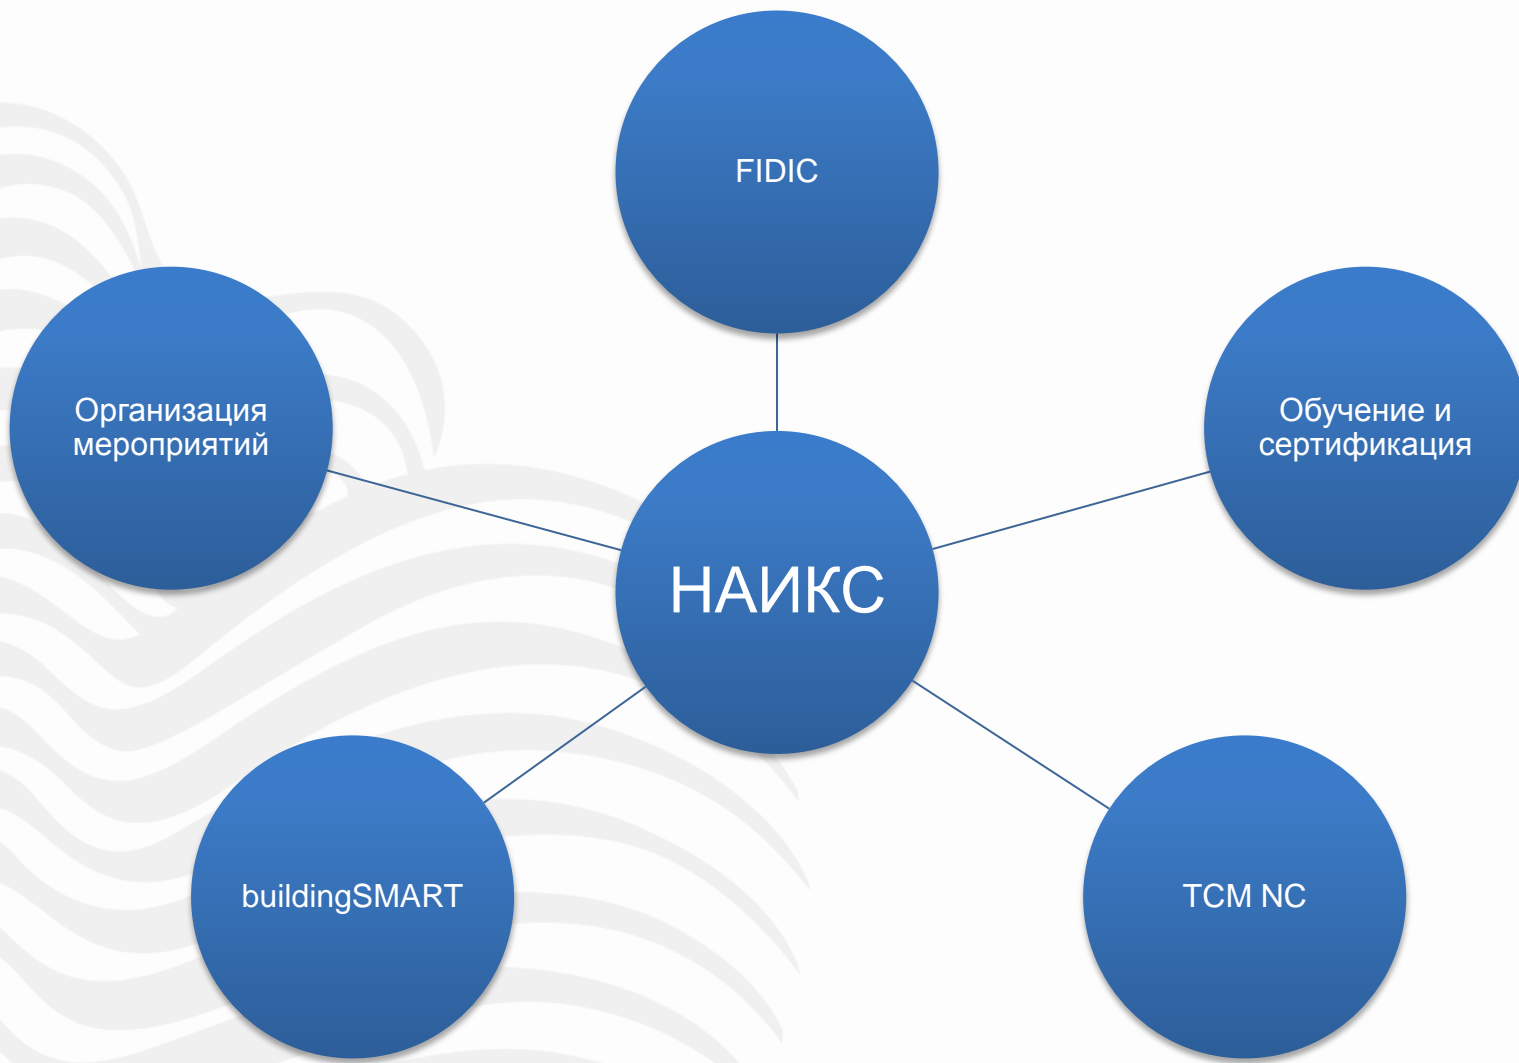 FIDIC
Организация
мероприятий
Обучение и
сертификация
НАИКС
buildingSMART
TCM NC